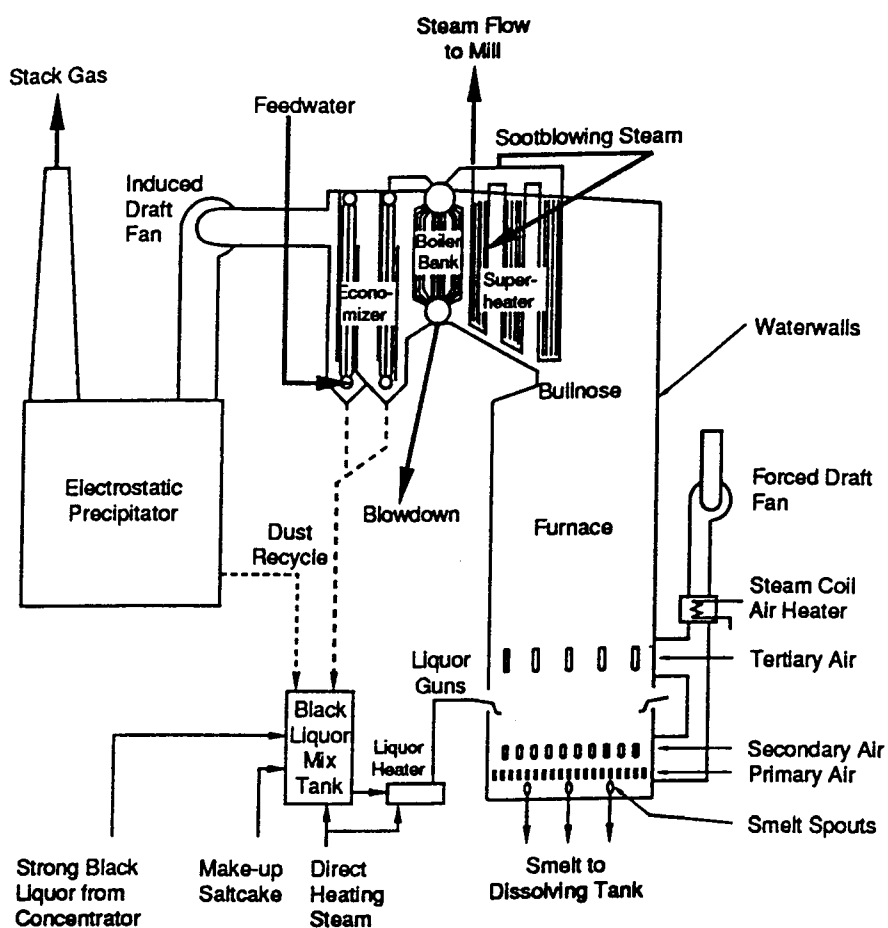 Steam Flow
to Mill
Stack Gas
Feedwater
Sootblowing Steam
Induced
Draft
Fan
Boiler
Bank
Super-
heater
Econo-
mizer
Waterwalls
Bullnose
Electrostatic
Precipitator
Blowdown
Furnace
Forced Draft
Fan
Dust
Recycle
Steam Coil
Air Heater
Liquor
Guns
Tertiary Air
Black
Liquor
Mix
Tank
Liquor
Heater
Secondary Air
Primary Air
Smelt Spouts
Strong Black
Liquor from
Concentrator
Make-up
Saltcake
Direct
Heating
Steam
Smelt to
Dissolving Tank